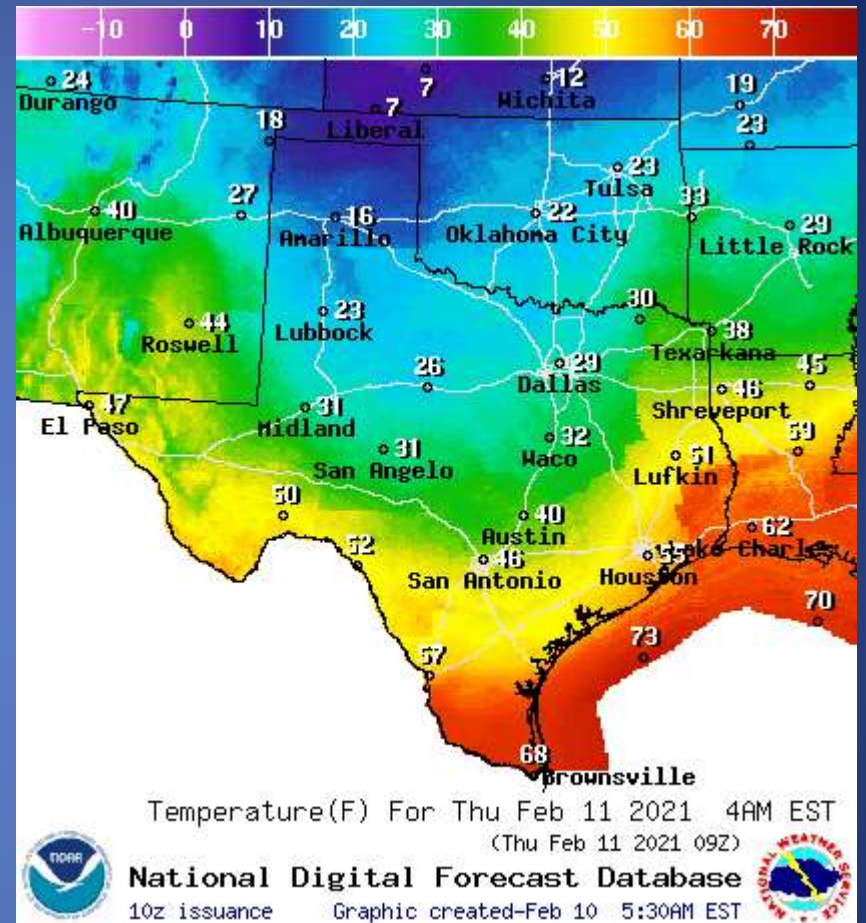 -10 0 10 20 30 40 50 60 70
24 7 12 19
Durango 7 Wichita
Liberal
18 23
23
Tulsa
27 33
40 16 22 29
Albuquerque Amarillo Oklahoma City Little Rock
44 23 30 38
Roswell Lubbock Texarkana
26 29 45
Dallas 46
47 31 Shreveport
El Paso Midland
31 32 51 59
San Angelo Waco Lufkin
50 40 62
Austin
52 46 55 Lake Charles
San Antonio Houston
70
73
57
68
Brownsville
Temperature(F) For Thu Feb 11 2021 4AM EST
(Thu Feb 11 2021 09Z)
NOAA
NATIONAL WEATHER SERVICE
National Digital Forecast Database
10z issuance Graphic created-Feb 10 5:30AM EST